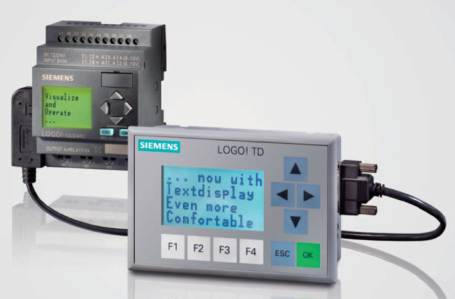 SIEMENS
Visualize
and
Operate
...
SIEMENS
LOGO! TD
... now with
Textdisplay
Even more
Comfortable
F1 F2 F3 F4
ESC OK